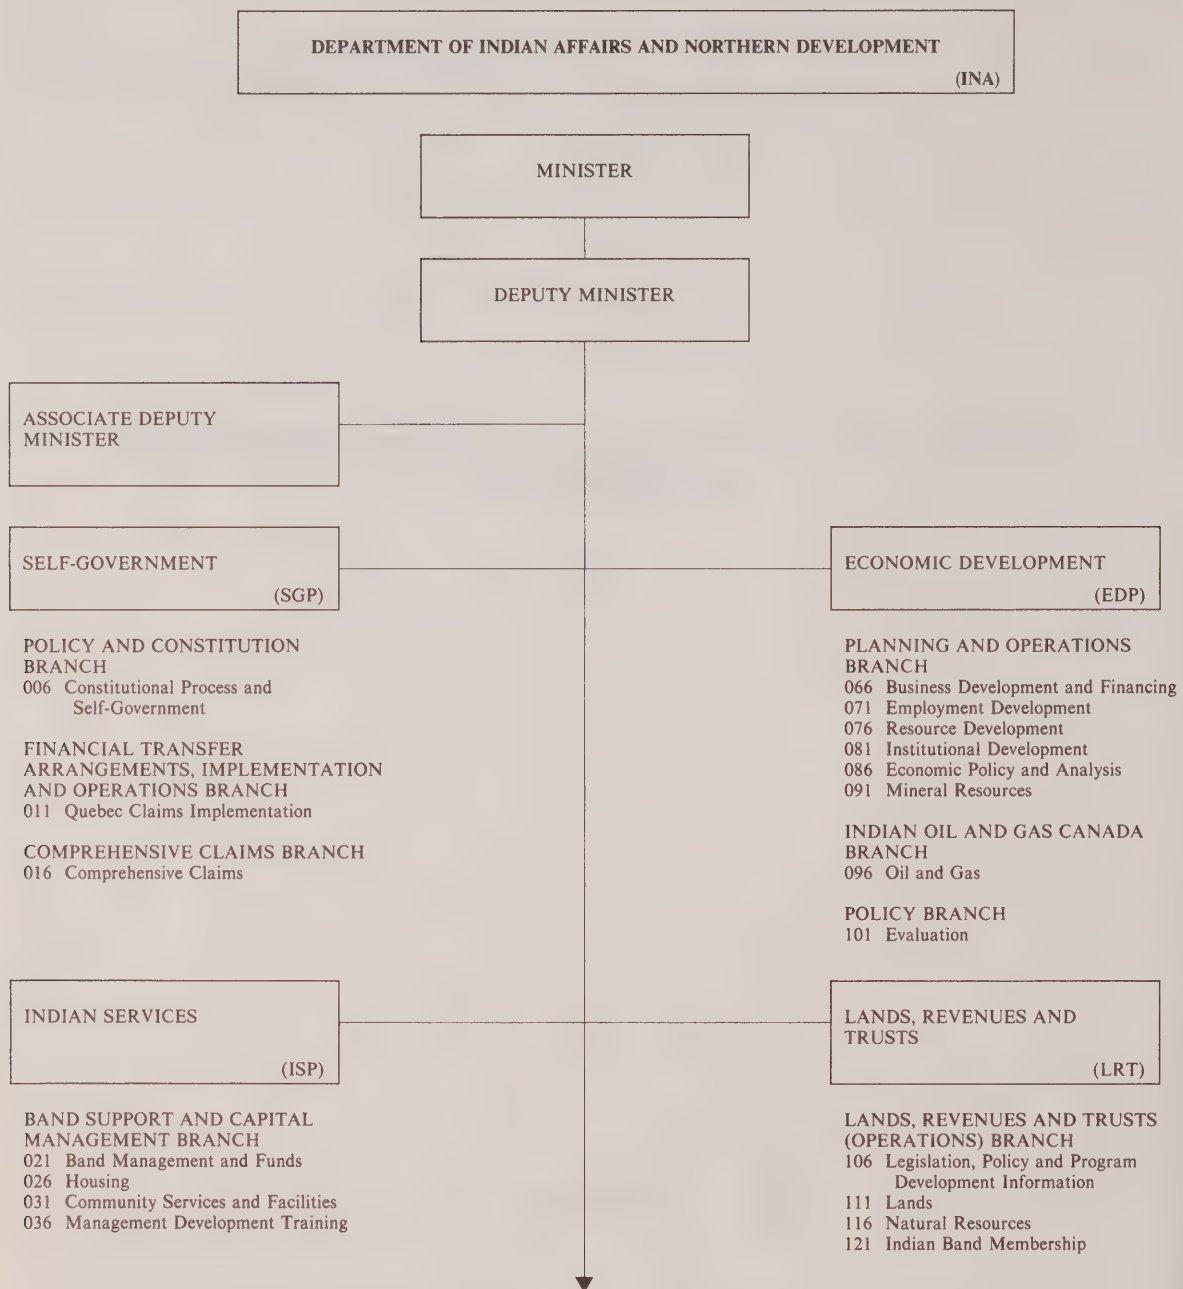 DEPARTMENT OF INDIAN AFFAIRS AND NORTHERN DEVELOPMENT
(INA)
MINISTER
DEPUTY MINISTER
ASSOCIATE DEPUTY
MINISTER
SELF-GOVERNMENT
(SGP)
POLICY AND CONSTITUTION
BRANCH
006 Constitutional Process and
Self-Government
FINANCIAL TRANSFER
ARRANGEMENTS, IMPLEMENTATION
AND OPERATIONS BRANCH
011 Quebec Claims Implementation
COMPREHENSIVE CLAIMS BRANCH
016 Comprehensive Claims
ECONOMIC DEVELOPMENT
(EDP)
PLANNING AND OPERATIONS
BRANCH
066 Business Development and Financing
071 Employment Development
076 Resource Development
081 Institutional Development
086 Economic Policy and Analysis
091 Mineral Resources
INDIAN OIL AND GAS CANADA
BRANCH
096 Oil and Gas
POLICY BRANCH
101 Evaluation
INDIAN SERVICES
(ISP)
BAND SUPPORT AND CAPITAL
MANAGEMENT BRANCH
021 Band Management and Funds
026 Housing
031 Community Services and Facilities
036 Management Development Training
LANDS, REVENUES AND
TRUSTS
(LRT)
LANDS, REVENUES AND TRUSTS
(OPERATIONS) BRANCH
106 Legislation, Policy and Program
Development Information
111 Lands
116 Natural Resources
121 Indian Band Membership